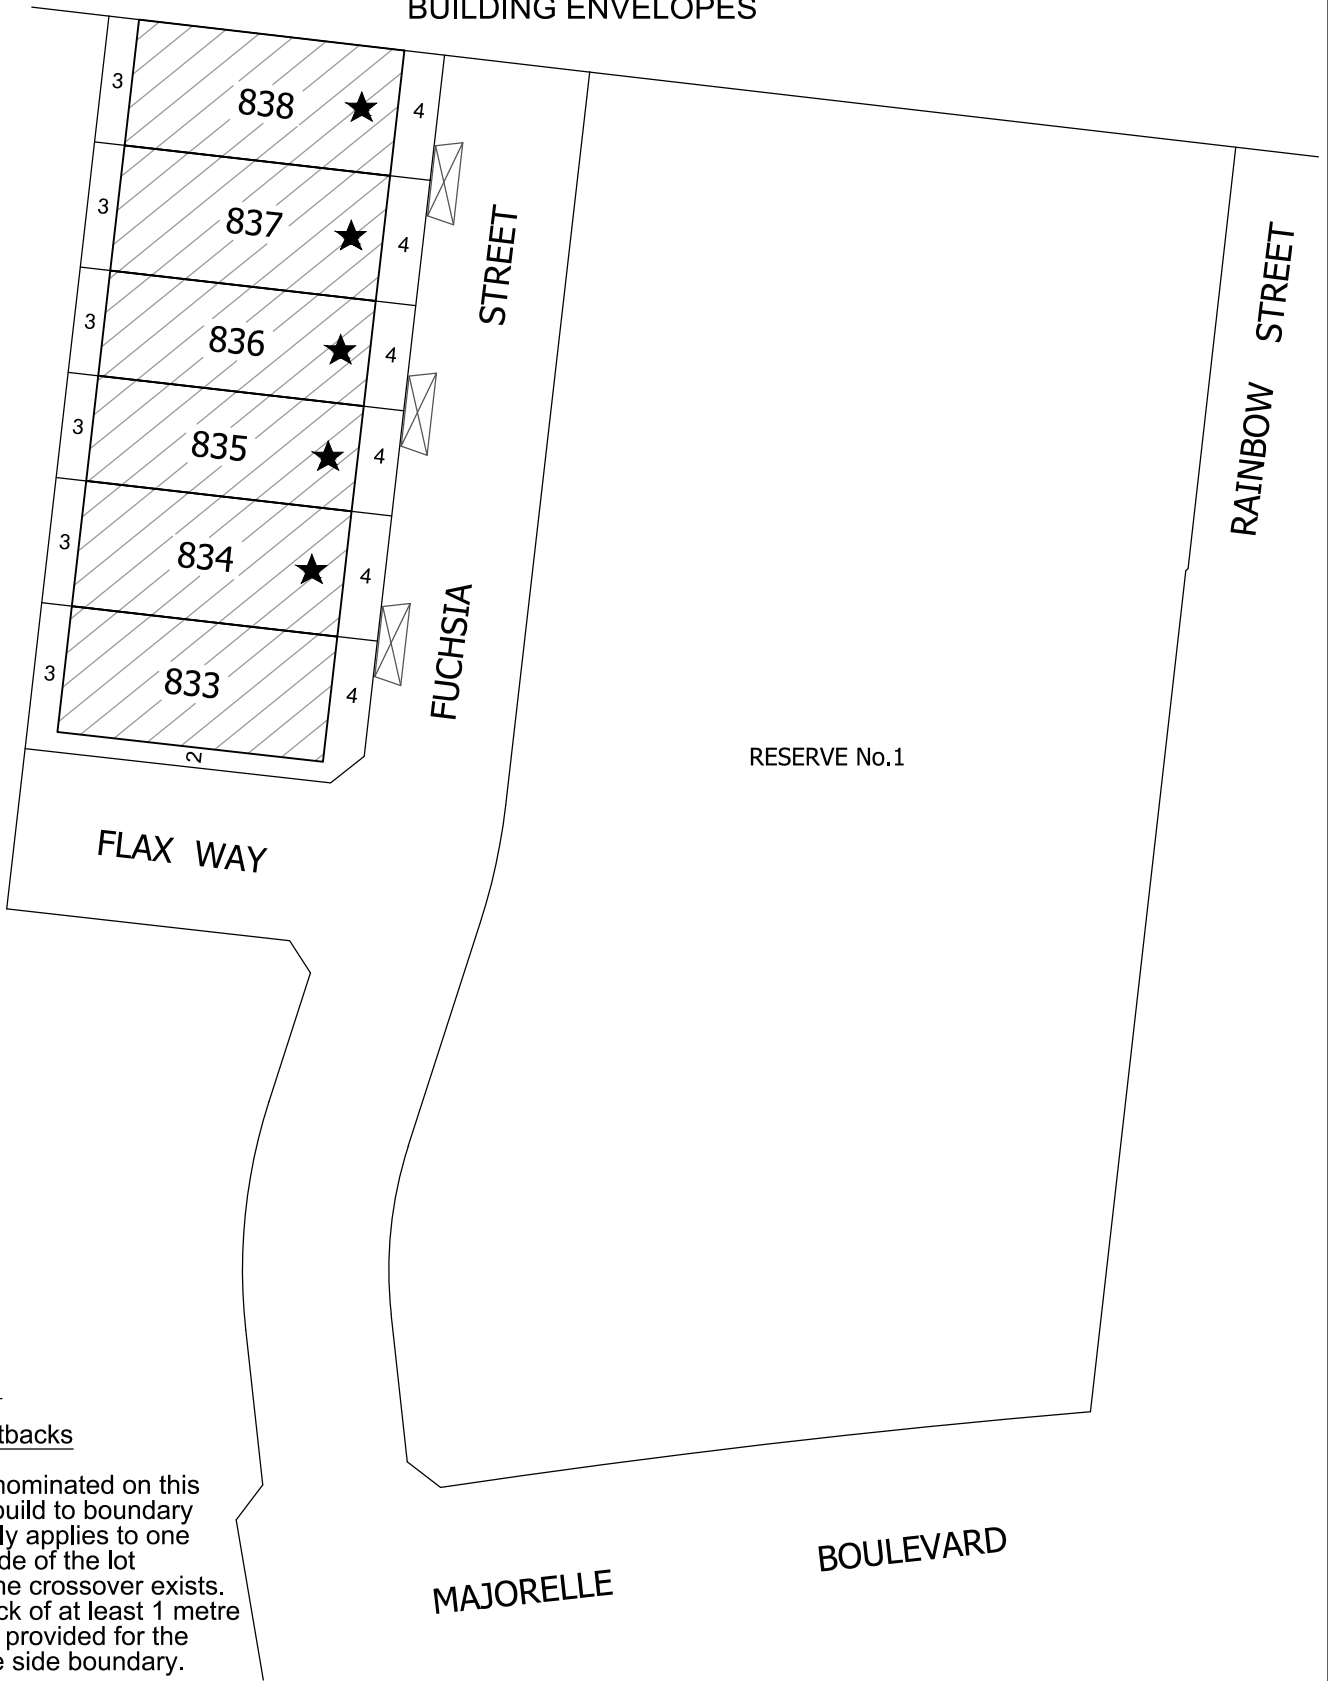 BUILDING ENVELOPES
3
838
4
3
837
4
3
836
4
3
835
4
3
834
4
3
833
4
2
STREET
FUCHSIA
STREET
RAINBOW
RESERVE No.1
FLAX WAY
tbacks
nominated on this
build to boundary
ly applies to one
de of the lot
ne crossover exists.
ck of at least 1 metre
provided for the
e side boundary.
MAJORELLE
BOULEVARD